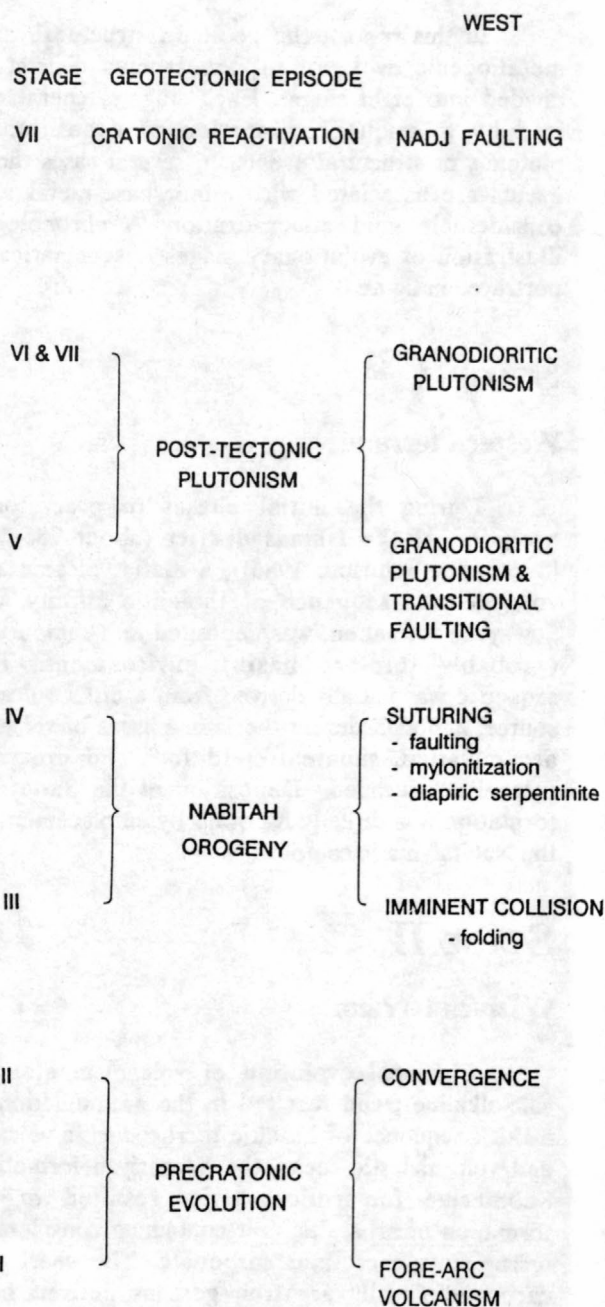 WEST
STAGE GEOTECTONIC EPISODE
VII CRATONIC REACTIVATION NADJ FAULTING
VI & VII
GRANODIORITIC
PLUTONISM
POST-TECTONIC
PLUTONISM
V
GRANODIORITIC
PLUTONISM &
TRANSITIONAL
FAULTING
IV
SUTURING
- faulting
- mylonitization
- diapiric serpentinite
NABITAH
OROGENY
III
IMMINENT COLLISION
- folding
II
CONVERGENCE
PRECRATONIC
EVOLUTION
I
FORE-ARC
VOLCANISM